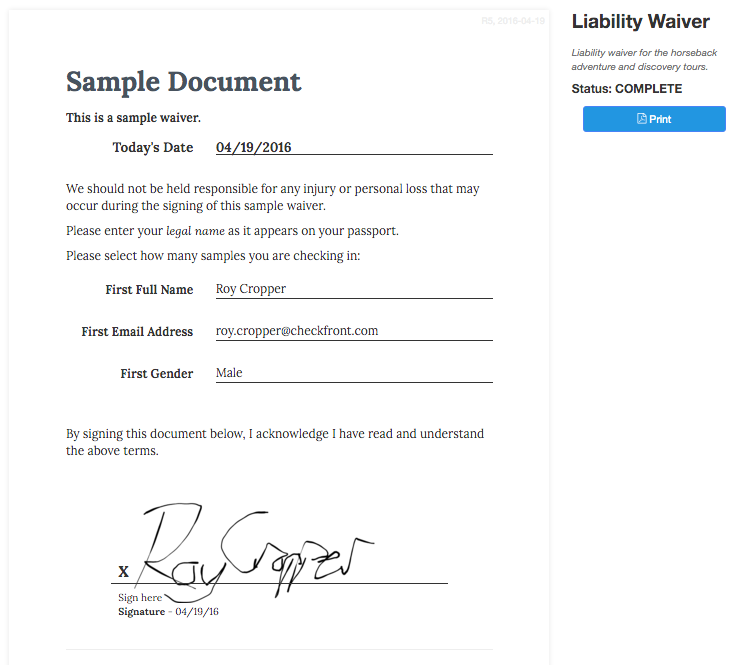 R5, 2016-04-19
Liability Waiver
Liability waiver for the horseback
adventure and discovery tours.
Status: COMPLETE
Print
Sample Document
This is a sample waiver.
Today's Date 04/19/2016
We should not be held responsible for any injury or personal loss that may
occur during the signing of this sample waiver.
Please enter your legal name as it appears on your passport.
Please select how many samples you are checking in:
First Full Name Roy Cropper
First Email Address roy.cropper@checkfront.com
First Gender Male
By signing this document below, I acknowledge I have read and understand
the above terms.
X Roy Cropper
Sign here
Signature - 04/19/16